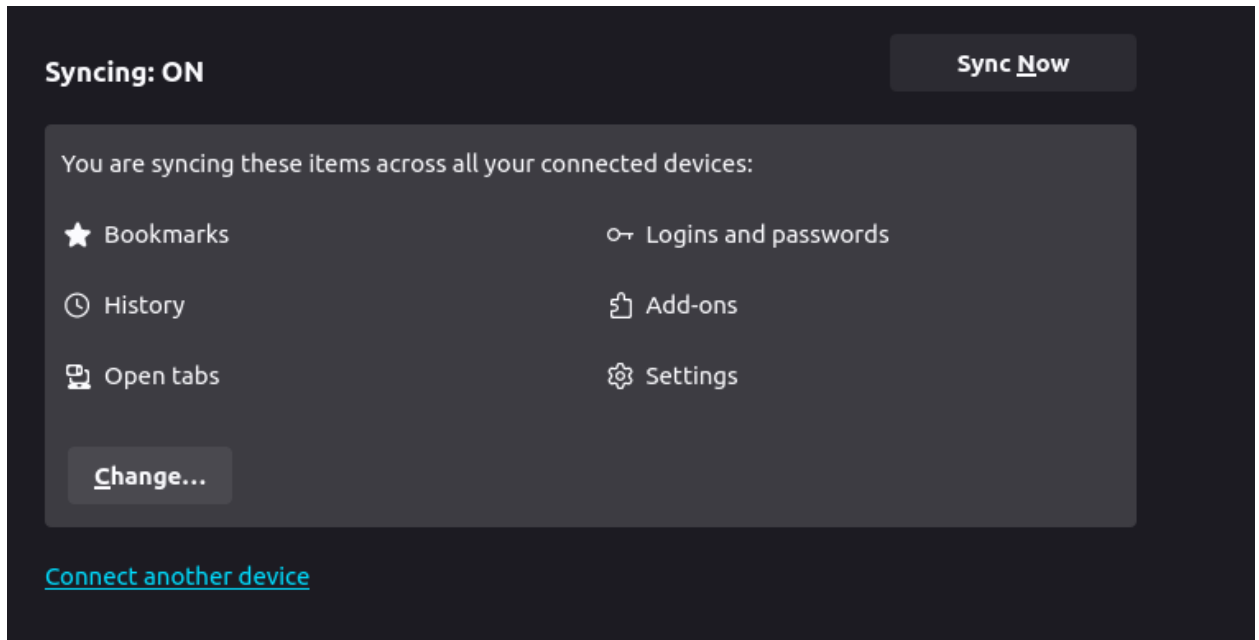 Syncing: ON
Sync Now
You are syncing these items across all your connected devices:
Bookmarks
Logins and passwords
History
Add-ons
Open tabs
Settings
Change...
Connect another device